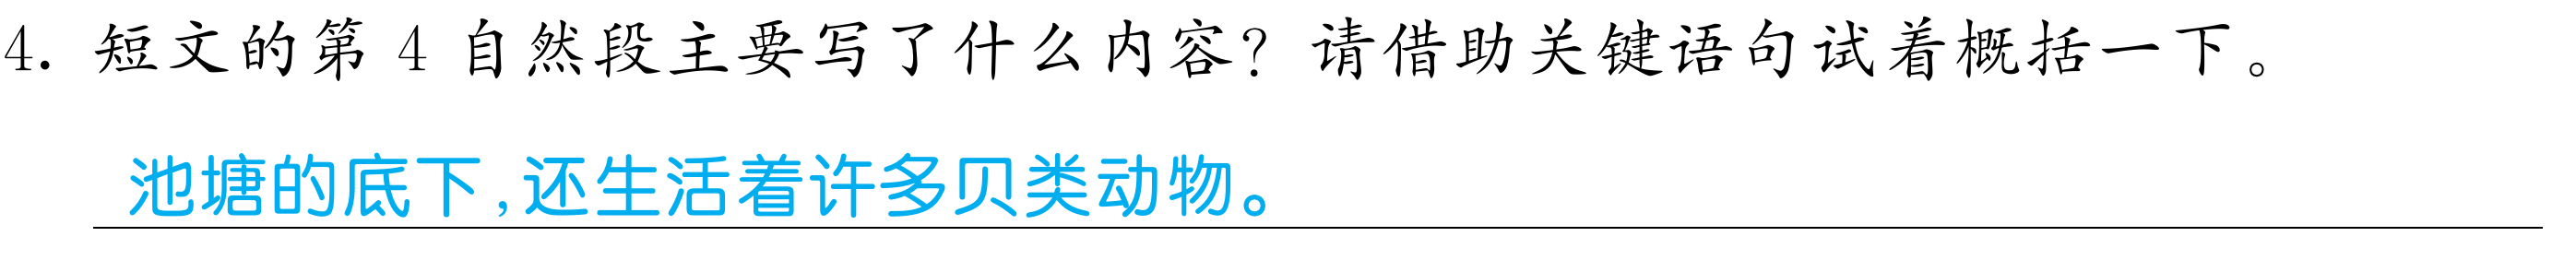 4. 短文的第 4 自然段主要写了什么内容? 请借助关键语句试着概括一下。
池塘的底下,还生活着许多贝类动物。